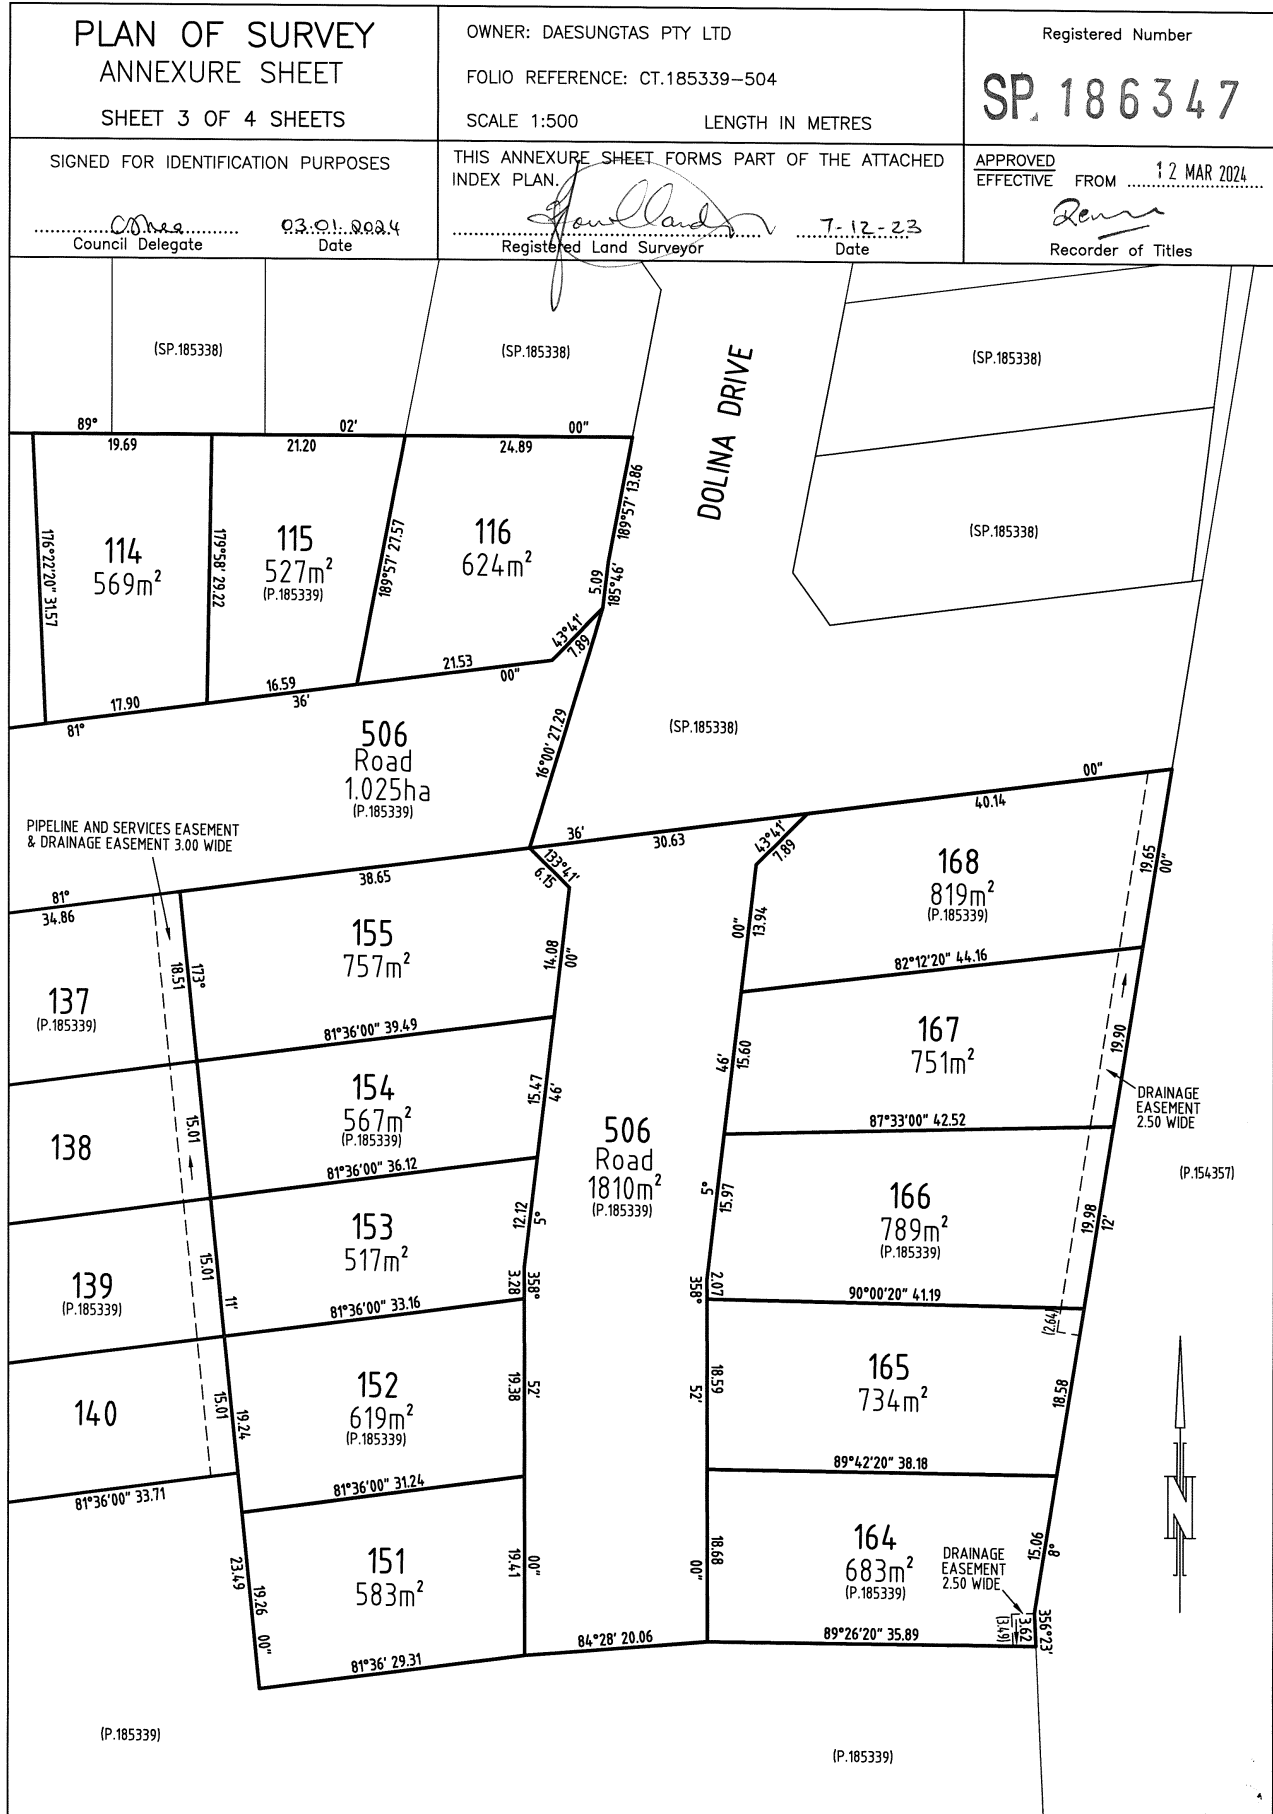 PLAN OF SURVEY
ANNEXURE SHEET
SHEET 3 OF 4 SHEETS
OWNER: DAESUNGTAS PTY LTD
FOLIO REFERENCE: CT.185339-504
SCALE 1:500 LENGTH IN METRES
Registered Number
SP. 186347
SIGNED FOR IDENTIFICATION PURPOSES
03.01.2024
Council Delegate Date
THIS ANNEXURE SHEET FORMS PART OF THE ATTACHED
INDEX PLAN.
7-12-23
Registered Land Surveyor Date
APPROVED
EFFECTIVE FROM 12 MAR 2024
Recorder of Titles
(SP.185338)
(SP.185338)
DOLINA DRIVE
(SP.185338)
(SP.185338)
89° 02' 00"
19.69
21.20
24.89
176°22'20" 31.57
114
569m²
179°58' 29.22
115
527m²
(P.185339)
189°57' 27.57
116
624m²
189°57' 13.86
5.09
185°46'
43°41'
7.89
17.90
16.59
21.53
81° 36' 00"
506
Road
1.025ha
(P.185339)
16°00' 27.29
(SP.185338)
PIPELINE AND SERVICES EASEMENT
& DRAINAGE EASEMENT 3.00 WIDE
81° 36' 00"
34.86
38.65
30.63
40.14
133°41'
6.15
43°41'
7.89
155
757m²
14.08
00"
00"
13.94
168
819m²
(P.185339)
19.65
00"
137
(P.185339)
18.51
173°
81°36'00" 39.49
82°12'20" 44.16
154
567m²
(P.185339)
15.47
46'
46'
15.60
167
751m²
19.90
DRAINAGE
EASEMENT
2.50 WIDE
138
15.01
81°36'00" 36.12
87°33'00" 42.52
506
Road
1810m²
(P.185339)
(P.154357)
153
517m²
12.12
5°
5°
15.97
166
789m²
(P.185339)
19.98
12'
139
(P.185339)
15.01
11'
3.28
358°
358°
2.07
81°36'00" 33.16
90°00'20" 41.19
(2.64)
140
15.01
19.24
152
619m²
(P.185339)
19.38
52'
52'
18.59
165
734m²
18.58
81°36'00" 33.71
81°36'00" 31.24
89°42'20" 38.18
N
23.49
19.26
00"
151
583m²
19.41
00"
00"
18.68
164
683m²
(P.185339)
15.06
8°
DRAINAGE
EASEMENT
2.50 WIDE
(3.49)
3.62
356°23'
81°36' 29.31
84°28' 20.06
89°26'20" 35.89
(P.185339)
(P.185339)